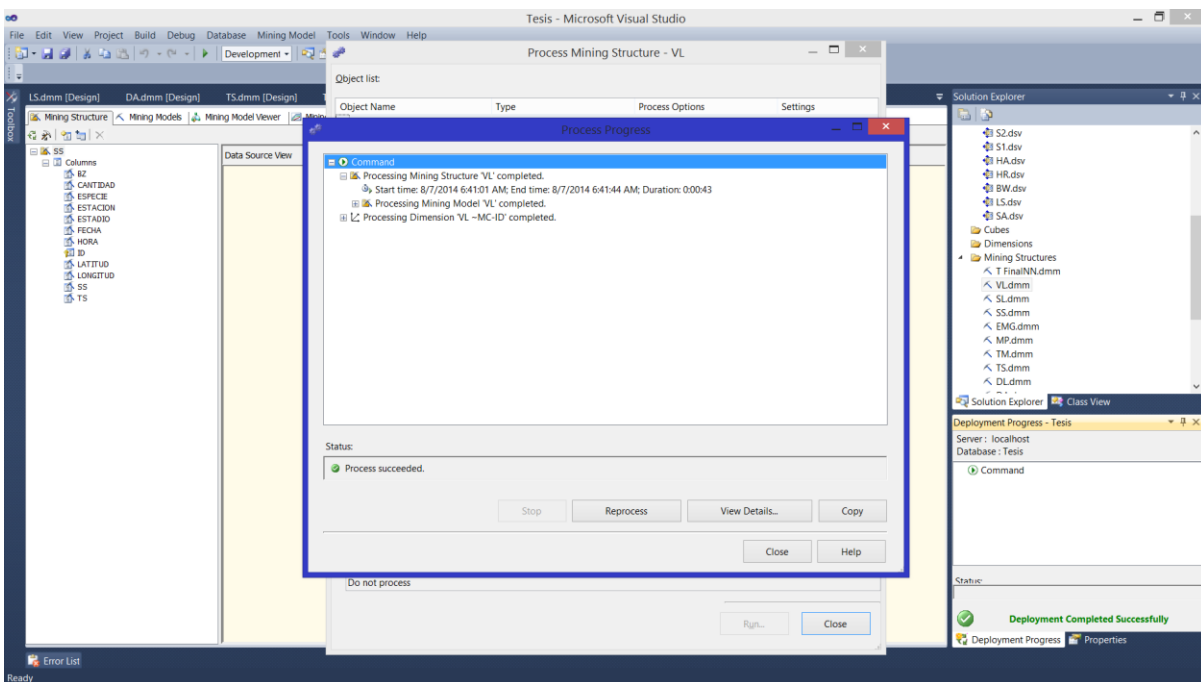 Tesis - Microsoft Visual Studio
File Edit View Project Build Debug Database Mining Model Tools Window Help
Development
Process Mining Structure - VL
Object list:
Object Name Type Process Options Settings
Toolbox
LS.dmm [Design] DA.dmm [Design] TS.dmm [Design]
Mining Structure Mining Models Mining Model Viewer
SS
Columns
BZ
CANTIDAD
ESPECIE
ESTACION
ESTADIO
FECHA
HORA
ID
LATITUD
LONGITUD
SS
TS
Data Source View
Process Progress
Command
Processing Mining Structure 'VL' completed.
Start time: 8/7/2014 6:41:01 AM; End time: 8/7/2014 6:41:44 AM; Duration: 0:00:43
Processing Mining Model 'VL' completed.
Processing Dimension 'VL ~MC-ID' completed.
Status:
Process succeeded.
Stop Reprocess View Details... Copy
Close Help
Do not process
Run... Close
Solution Explorer
S2.dsv
S1.dsv
HA.dsv
HR.dsv
BW.dsv
LS.dsv
SA.dsv
Cubes
Dimensions
Mining Structures
T FinalNN.dmm
VL.dmm
SL.dmm
SS.dmm
EMG.dmm
MP.dmm
TM.dmm
TS.dmm
DL.dmm
Solution Explorer Class View
Deployment Progress - Tesis
Server : localhost
Database : Tesis
Command
Status:
Deployment Completed Successfully
Deployment Progress Properties
Error List
Ready